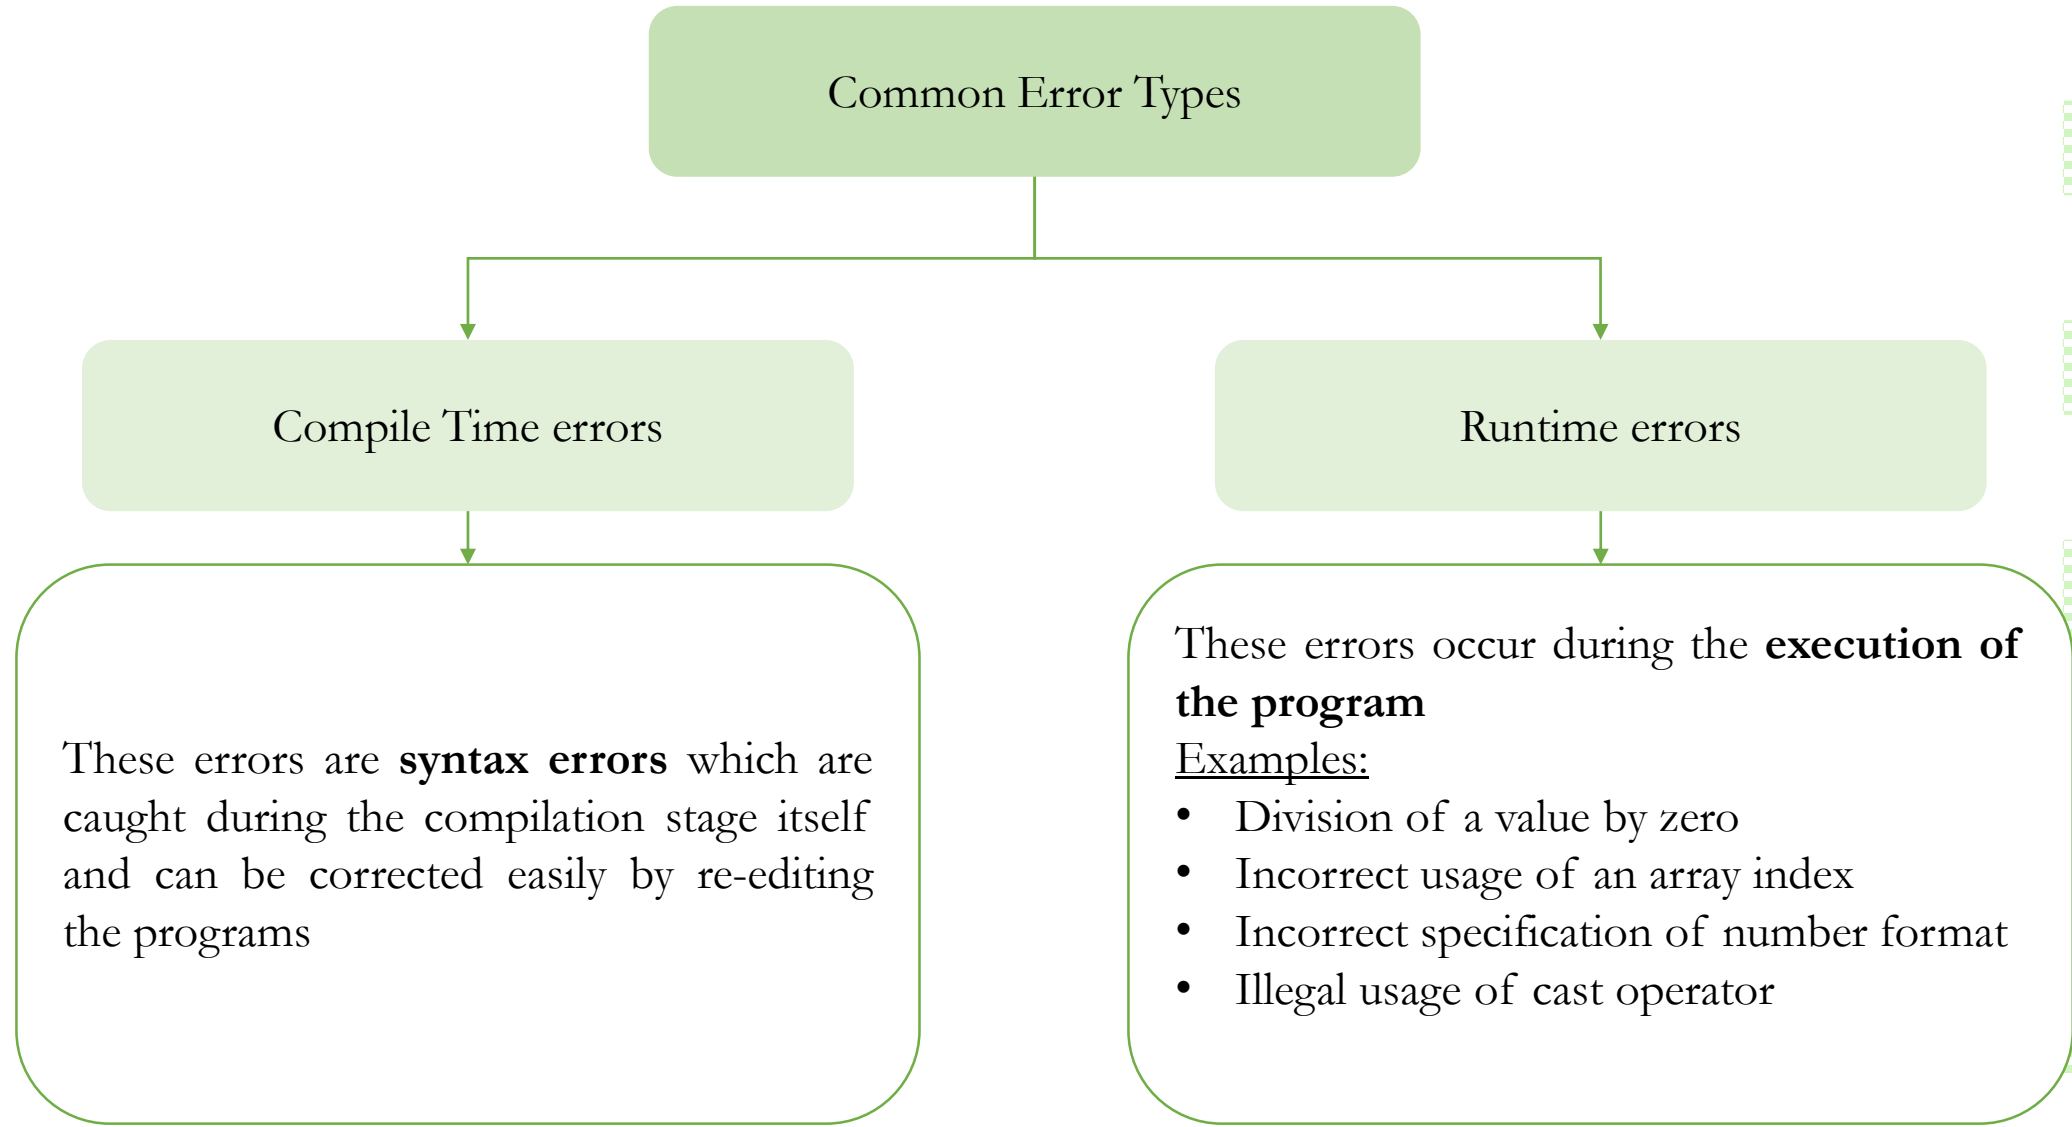 Common Error Types
Compile Time errors
Runtime errors
These errors are syntax errors which are
caught during the compilation stage itself
and can be corrected easily by re-editing
the programs
These errors occur during the execution of
the program
Examples:
• Division of a value by zero
• Incorrect usage of an array index
• Incorrect specification of number format
• Illegal usage of cast operator